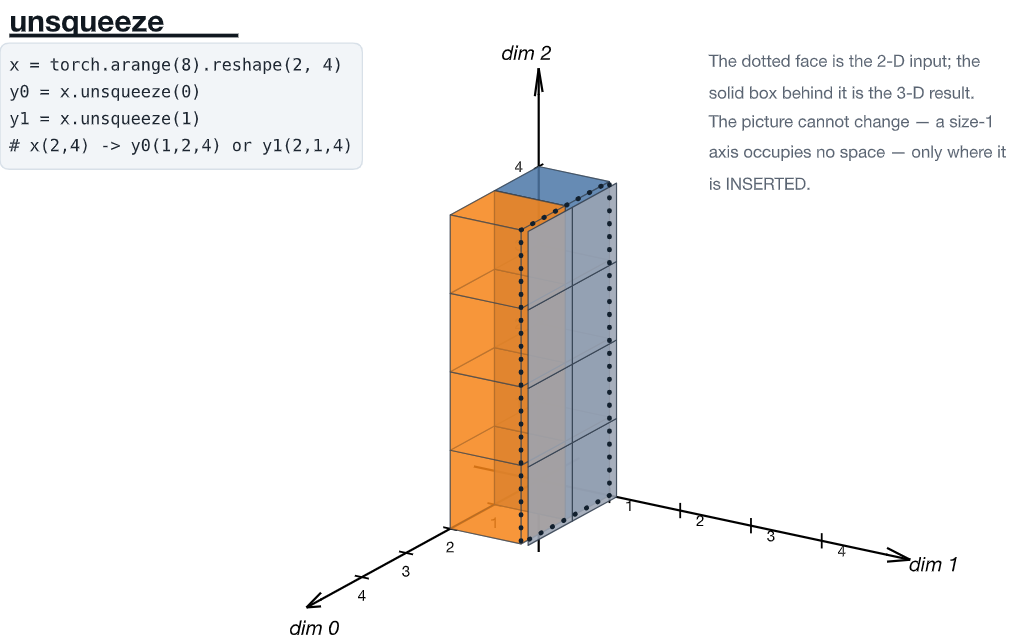 unsqueeze
x = torch.arange(8).reshape(2, 4)
y0 = x.unsqueeze(0)
y1 = x.unsqueeze(1)
# x(2,4) -> y0(1,2,4) or y1(2,1,4)
The dotted face is the 2-D input; the
solid box behind it is the 3-D result.
The picture cannot change — a size-1
axis occupies no space — only where it
is INSERTED.
dim 2
4
1
2
3
4
dim 1
1
2
3
4
dim 0